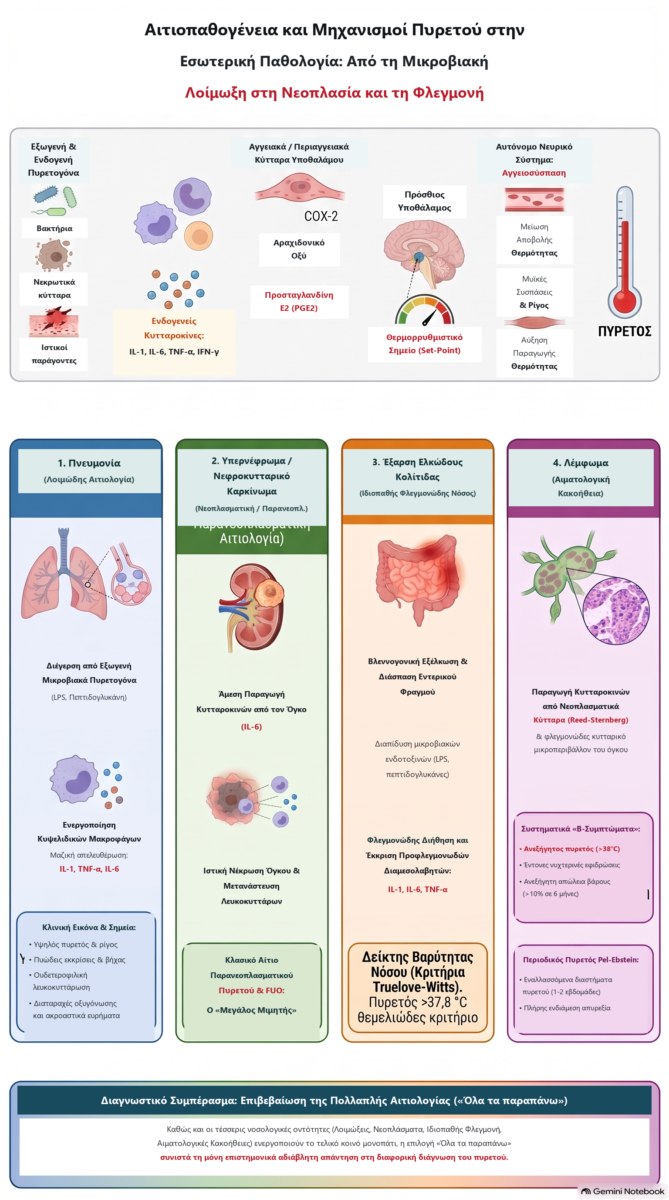 Αιτιοπαθογένεια και Μηχανισμοί Πυρετού στην
Εσωτερική Παθολογία: Από τη Μικροβιακή
Λοίμωξη στη Νεοπλασία και τη Φλεγμονή
Εξωγενή &
Ενδογενή
Πυρετογόνα
Βακτήρια
Νεκρωτικά
κύτταρα
Ιστικοί
παράγοντες
Ενδογενείς
Κυτταροκίνες:
IL-1, IL-6, TNF-α, IFN-γ
Αγγειακά / Περιαγγειακά
Κύτταρα Υποθαλάμου
COX-2
Αραχιδονικό
Οξύ
Προσταγλανδίνη
E2 (PGE2)
Πρόσθιος
Υποθάλαμος
Θερμορρυθμιστικό
Σημείο (Set-Point)
Αυτόνομο Νευρικό
Σύστημα:
Αγγειοσύσπαση
Μείωση
Αποβολής
Θερμότητας
Μυϊκές
Συσπάσεις
& Ρίγος
Αύξηση
Παραγωγής
Θερμότητας
ΠΥΡΕΤΟΣ
1. Πνευμονία
(Λοιμώδης Αιτιολογία)
Διέγερση από Εξωγενή
Μικροβιακά Πυρετογόνα
(LPS, Πεπτιδογλυκάνη)
Ενεργοποίηση
Κυψελιδικών Μακροφάγων
Μαζική απελευθέρωση:
IL-1, TNF-α, IL-6
Κλινική Εικόνα & Σημεία:
• Υψηλός πυρετός & ρίγος
• Πυώδεις εκκρίσεις & βήχας
• Ουδετεροφιλική
λευκοκυττάρωση
• Διαταραχές οξυγόνωσης
και ακροαστικά ευρήματα
2. Υπερνέφρωμα /
Νεφροκυτταρικό
Καρκίνωμα
(Νεοπλασματική / Παρανεοπλ.)
Παρανεοπλασματική
Αιτιολογία)
Άμεση Παραγωγή
Κυτταροκινών από τον Όγκο
(IL-6)
Ιστική Νέκρωση Όγκου &
Μετανάστευση
Λευκοκυττάρων
Κλασικό Αίτιο
Παρανεοπλασματικού
Πυρετού & FUO:
Ο «Μεγάλος Μιμητής»
3. Έξαρση Ελκώδους
Κολίτιδας
(Ιδιοπαθής Φλεγμονώδης Νόσος)
Βλεννογονική Εξέλκωση &
Διάσπαση Εντερικού
Φραγμού
Διαπίδυση μικροβιακών
ενδοτοξινών (LPS,
πεπτιδογλυκάνες)
Φλεγμονώδης Διήθηση και
Έκκριση Προφλεγμονωδών
Διαμεσολαβητών:
IL-1, IL-6, TNF-α
Δείκτης Βαρύτητας
Νόσου (Κριτήρια
Truelove-Witts).
Πυρετός >37,8 °C
θεμελιώδες κριτήριο
4. Λέμφωμα
(Αιματολογική
Κακοήθεια)
Παραγωγή Κυτταροκινών
από Νεοπλασματικά
Κύτταρα (Reed-Sternberg)
& φλεγμονώδες κυτταρικό
μικροπεριβάλλον του όγκου
Συστηματικά «Β-Συμπτώματα»:
• Ανεξήγητος πυρετός (>38°C)
• Έντονες νυχτερινές εφιδρώσεις
• Ανεξήγητη απώλεια βάρους
(>10% σε 6 μήνες)
Περιοδικός Πυρετός Pel-Ebstein:
• Εναλλασσόμενα διαστήματα
πυρετού (1-2 εβδομάδες)
• Πλήρης ενδιάμεση απυρεξία
Διαγνωστικό Συμπέρασμα: Επιβεβαίωση της Πολλαπλής Αιτιολογίας («Όλα τα παραπάνω»)
Καθώς και οι τέσσερις νοσολογικές οντότητες (Λοιμώξεις, Νεοπλάσματα, Ιδιοπαθής Φλεγμονή,
Αιματολογικές Κακοήθειες) ενεργοποιούν το τελικό κοινό μονοπάτι, η επιλογή «Όλα τα παραπάνω»
συνιστά τη μόνη επιστημονικά αδιάβλητη απάντηση στη διαφορική διάγνωση του πυρετού.
Gemini Notebook